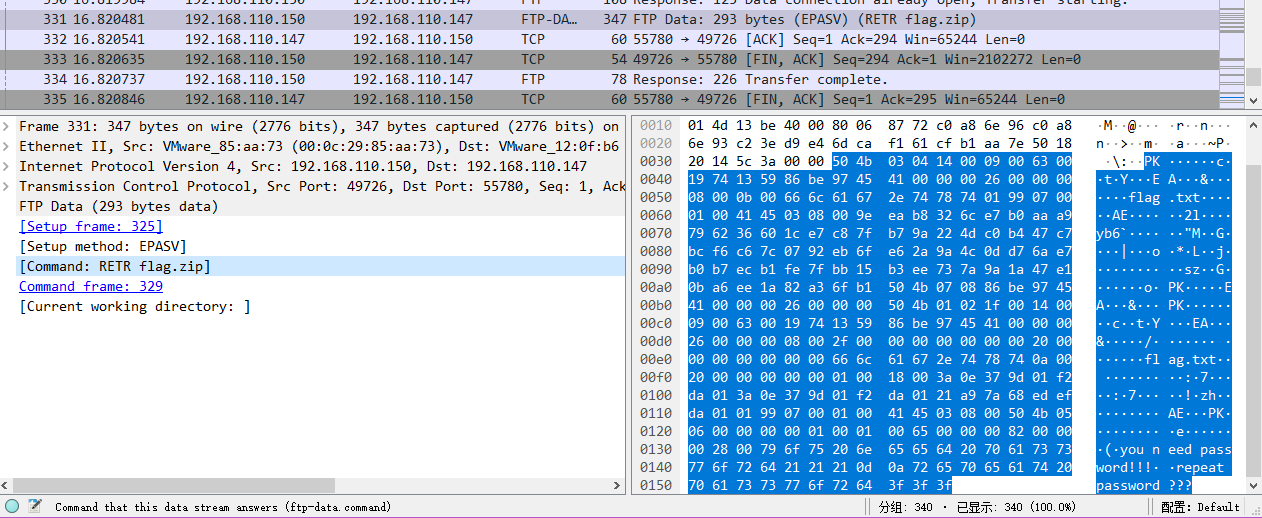 330 16.819984 192.168.110.150 192.168.110.147 FTP 108 Response: 125 Data connection already open; Transfer starting.
331 16.820481 192.168.110.150 192.168.110.147 FTP-DA… 347 FTP Data: 293 bytes (EPASV) (RETR flag.zip)
332 16.820541 192.168.110.147 192.168.110.150 TCP 60 55780 → 49726 [ACK] Seq=1 Ack=294 Win=65244 Len=0
333 16.820635 192.168.110.150 192.168.110.147 TCP 54 49726 → 55780 [FIN, ACK] Seq=294 Ack=1 Win=2102272 Len=0
334 16.820737 192.168.110.150 192.168.110.147 FTP 78 Response: 226 Transfer complete.
335 16.820846 192.168.110.147 192.168.110.150 TCP 60 55780 → 49726 [FIN, ACK] Seq=1 Ack=295 Win=65244 Len=0
Frame 331: 347 bytes on wire (2776 bits), 347 bytes captured (2776 bits) on
Ethernet II, Src: VMware_85:aa:73 (00:0c:29:85:aa:73), Dst: VMware_12:0f:b6
Internet Protocol Version 4, Src: 192.168.110.150, Dst: 192.168.110.147
Transmission Control Protocol, Src Port: 49726, Dst Port: 55780, Seq: 1, Ack
FTP Data (293 bytes data)
[Setup frame: 325]
[Setup method: EPASV]
[Command: RETR flag.zip]
Command frame: 329
[Current working directory: ]
0010 01 4d 13 be 40 00 80 06 87 72 c0 a8 6e 96 c0 a8 ·M··@··· ·r··n···
0020 6e 93 c2 3e d9 e4 6d ca f1 61 cf b1 aa 7e 50 18 n··>··m· ·a···~P·
0030 20 14 5c 3a 00 00 50 4b 03 04 14 00 09 00 63 00 ·\:··PK ······c·
0040 19 74 13 59 86 be 97 45 41 00 00 00 26 00 00 00 ·t·Y···E A···&···
0050 08 00 0b 00 66 6c 61 67 2e 74 78 74 01 99 07 00 ····flag .txt····
0060 01 00 41 45 03 08 00 9e ea b8 32 6c e7 b0 aa a9 ··AE···· ··2l····
0070 79 62 36 60 1c e7 c8 7f b7 9a 22 4d c0 b4 47 c7 yb6`···· ··"M··G·
0080 bc f6 c6 7c 07 92 eb 6f e6 2a 9a 4c 0d d7 6a e7 ···|···o ·*·L··j·
0090 b0 b7 ec b1 fe 7f bb 15 b3 ee 73 7a 9a 1a 47 e1 ········ ··sz··G·
00a0 0b a6 ee 1a 82 a3 6f b1 50 4b 07 08 86 be 97 45 ······o· PK·····E
00b0 41 00 00 00 26 00 00 00 50 4b 01 02 1f 00 14 00 A···&··· PK······
00c0 09 00 63 00 19 74 13 59 86 be 97 45 41 00 00 00 ··c··t·Y ···EA···
00d0 26 00 00 00 08 00 2f 00 00 00 00 00 00 00 20 00 &·····/· ······ ·
00e0 00 00 00 00 00 00 66 6c 61 67 2e 74 78 74 0a 00 ······fl ag.txt··
00f0 20 00 00 00 00 00 01 00 18 00 3a 0e 37 9d 01 f2 ········ ··:·7···
0100 da 01 3a 0e 37 9d 01 f2 da 01 21 a9 7a 68 ed ef ··:·7··· ··!·zh··
0110 da 01 01 99 07 00 01 00 41 45 03 08 00 50 4b 05 ········ AE···PK·
0120 06 00 00 00 00 01 00 01 00 65 00 00 00 82 00 00 ········ ·e······
0130 00 28 00 79 6f 75 20 6e 65 65 64 20 70 61 73 73 ·(·you n eed pass
0140 77 6f 72 64 21 21 21 0d 0a 72 65 70 65 61 74 20 word!!!· ·repeat
0150 70 61 73 73 77 6f 72 64 3f 3f 3f password ???
Command that this data stream answers (ftp-data.command) 分组: 340 · 已显示: 340 (100.0%) 配置: Default